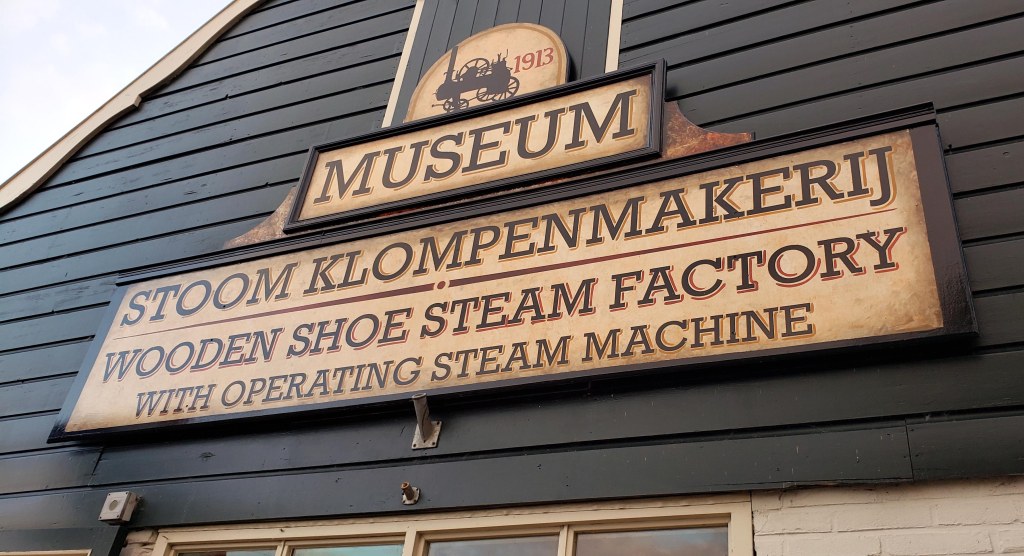 1913
MUSEUM
STOOM KLOMPENMAKERIJ
WOODEN SHOE STEAM FACTORY
WITH OPERATING STEAM MACHINE